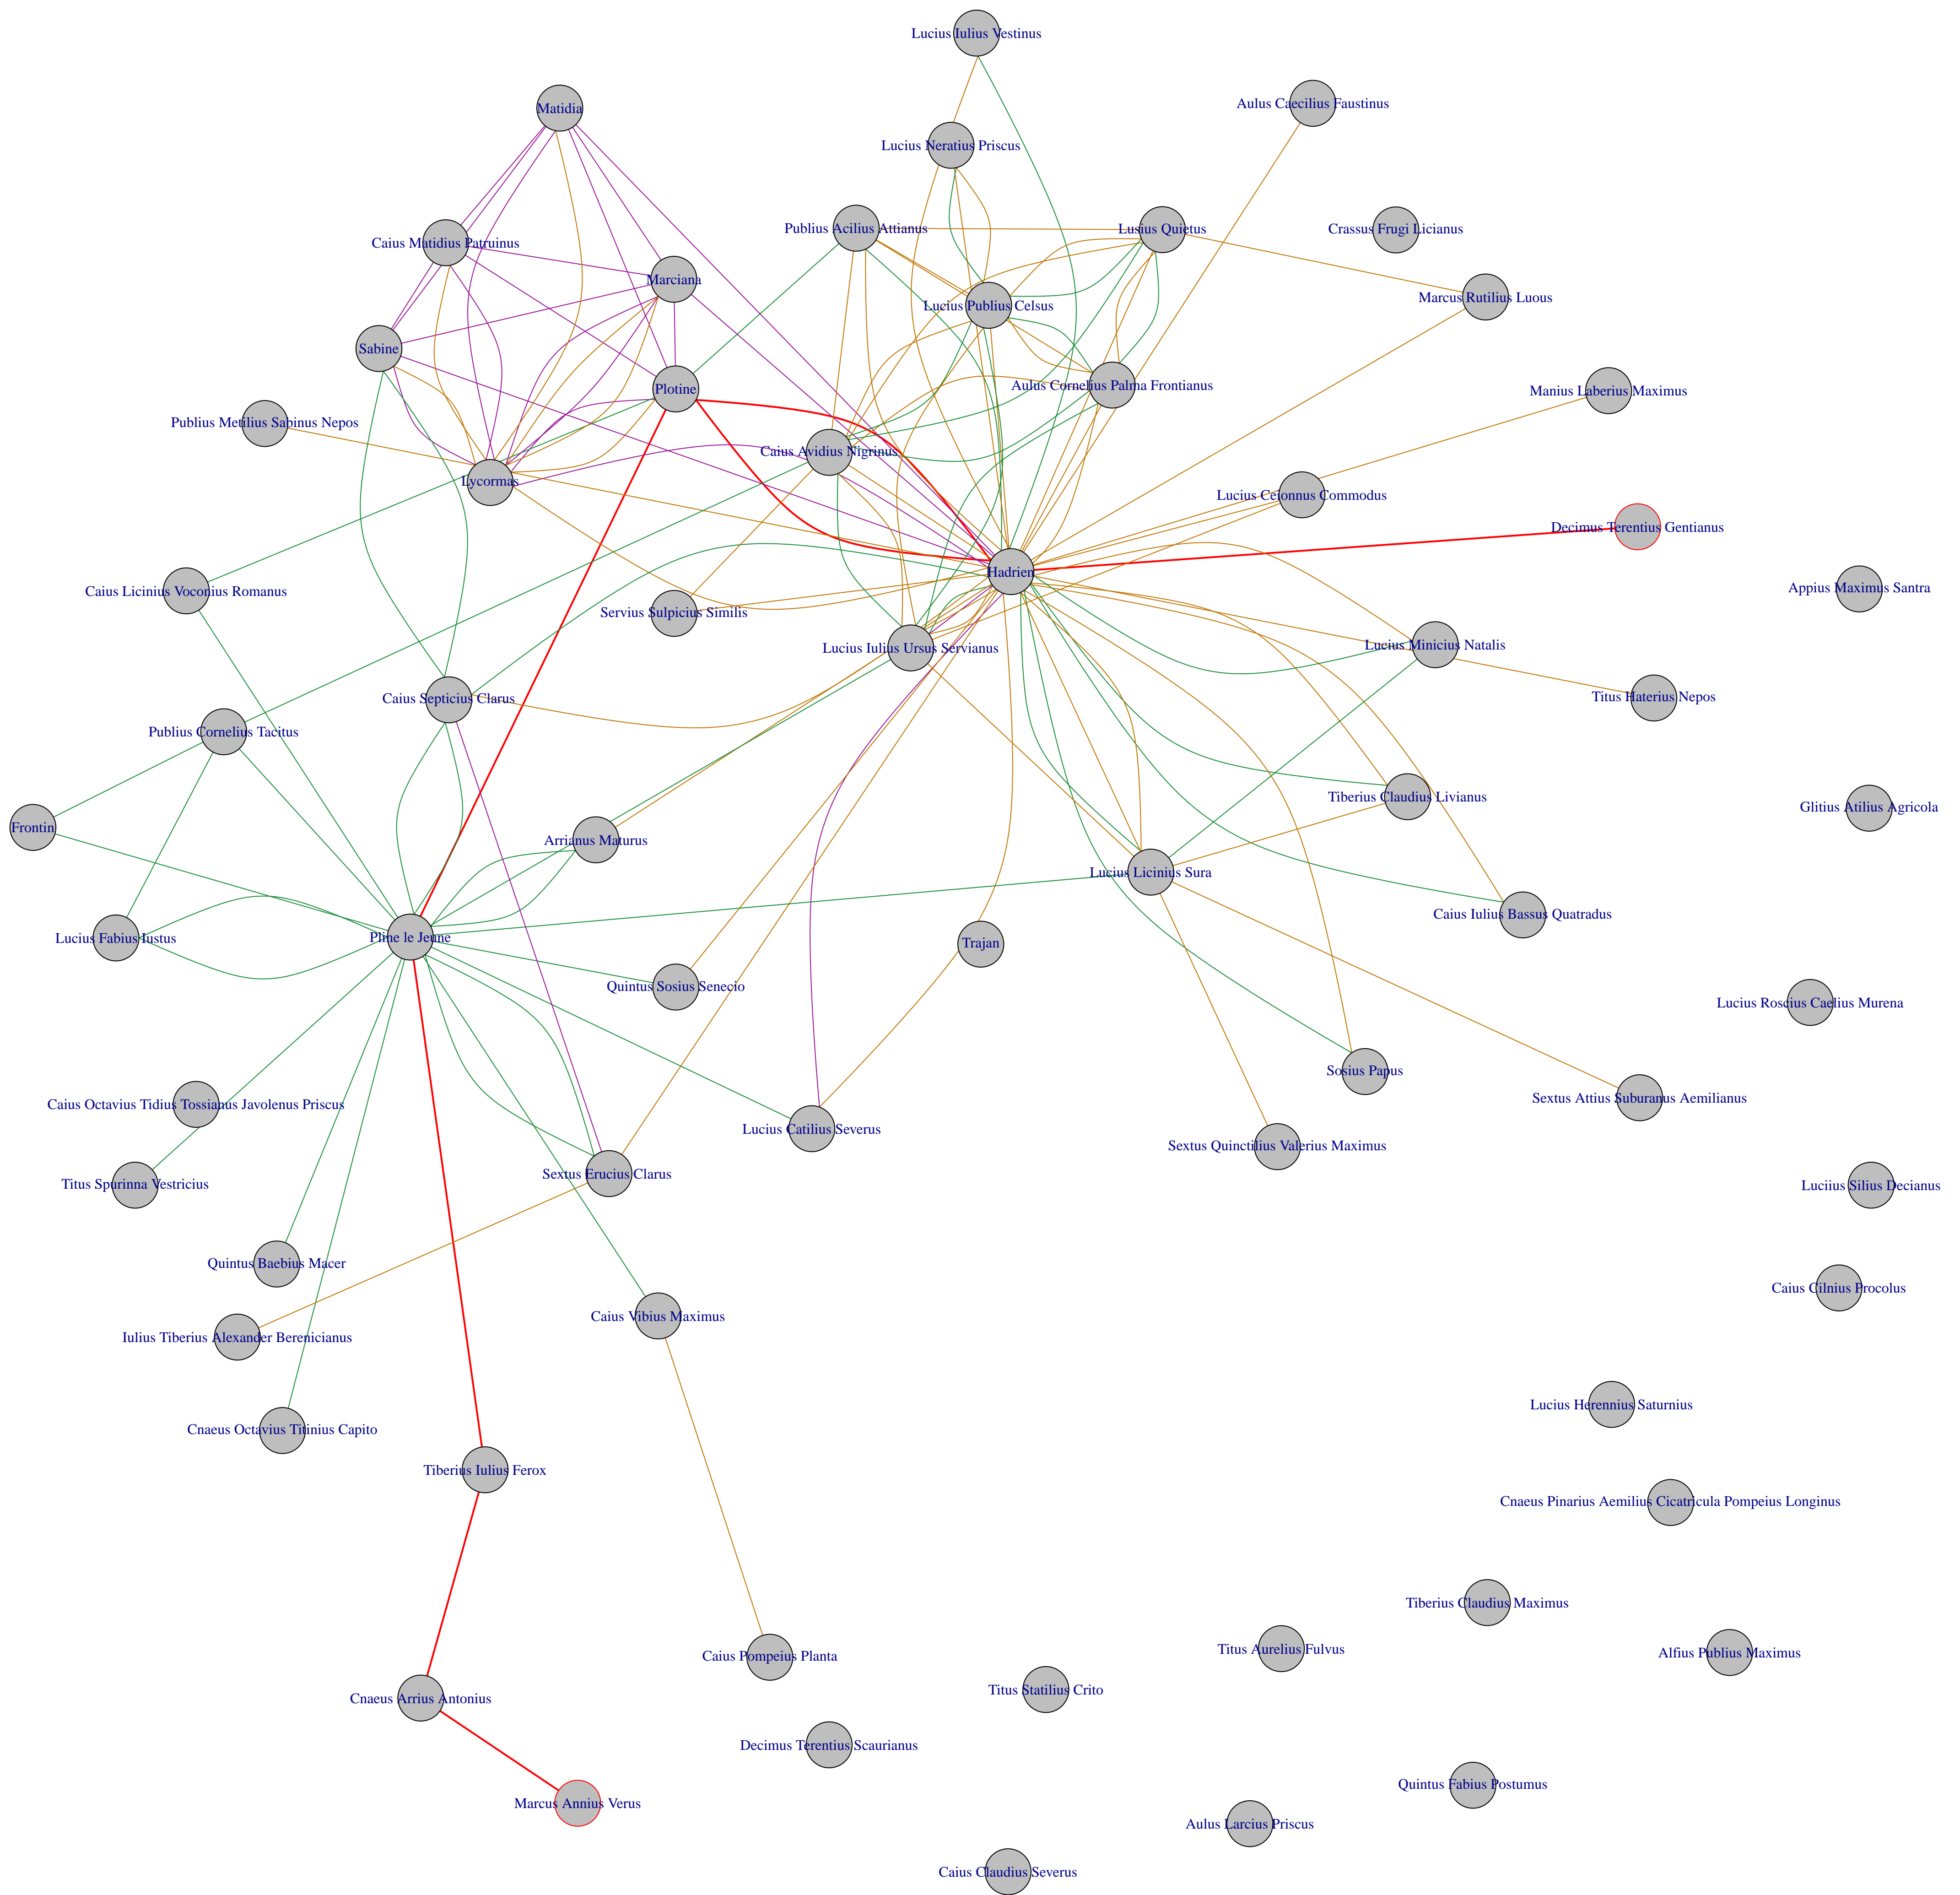 Lucius Iulius Vestinus
Aulus Caecilius Faustinus
Matidia
Lucius Neratius Priscus
Publius Acilius Attianus
Lusius Quietus
Crassus Frugi Licianus
Caius Matidius Patruinus
Marciana
Marcus Rutilius Luous
Lucius Publius Celsus
Sabine
Plotine
Aulus Cornelius Palma Frontianus
Manius Laberius Maximus
Publius Metilius Sabinus Nepos
Caius Avidius Nigrinus
Lycormas
Lucius Ceionnus Commodus
Decimus Terentius Gentianus
Hadrien
Caius Licinius Voconius Romanus
Appius Maximus Santra
Servius Sulpicius Similis
Lucius Iulius Ursus Servianus
Lucius Minicius Natalis
Caius Septicius Clarus
Titus Haterius Nepos
Publius Cornelius Tacitus
Tiberius Claudius Livianus
Glitius Atilius Agricola
Frontin
Arrianus Maturus
Lucius Licinius Sura
Caius Iulius Bassus Quatradus
Lucius Fabius Iustus
Pline le Jeune
Trajan
Quintus Sosius Senecio
Lucius Roscius Caelius Murena
Sosius Papus
Sextus Attius Suburanus Aemilianus
Caius Octavius Tidius Tossianus Javolenus Priscus
Lucius Catilius Severus
Sextus Quinctilius Valerius Maximus
Sextus Erucius Clarus
Titus Spurinna Vestricius
Luciius Silius Decianus
Quintus Baebius Macer
Caius Cilnius Procolus
Caius Vibius Maximus
Iulius Tiberius Alexander Berenicianus
Lucius Herennius Saturnius
Cnaeus Octavius Titinius Capito
Tiberius Iulius Ferox
Cnaeus Pinarius Aemilius Cicatricula Pompeius Longinus
Tiberius Claudius Maximus
Titus Aurelius Fulvus
Alfius Publius Maximus
Caius Pompeius Planta
Titus Statilius Crito
Cnaeus Arrius Antonius
Decimus Terentius Scaurianus
Quintus Fabius Postumus
Marcus Annius Verus
Aulus Larcius Priscus
Caius Claudius Severus